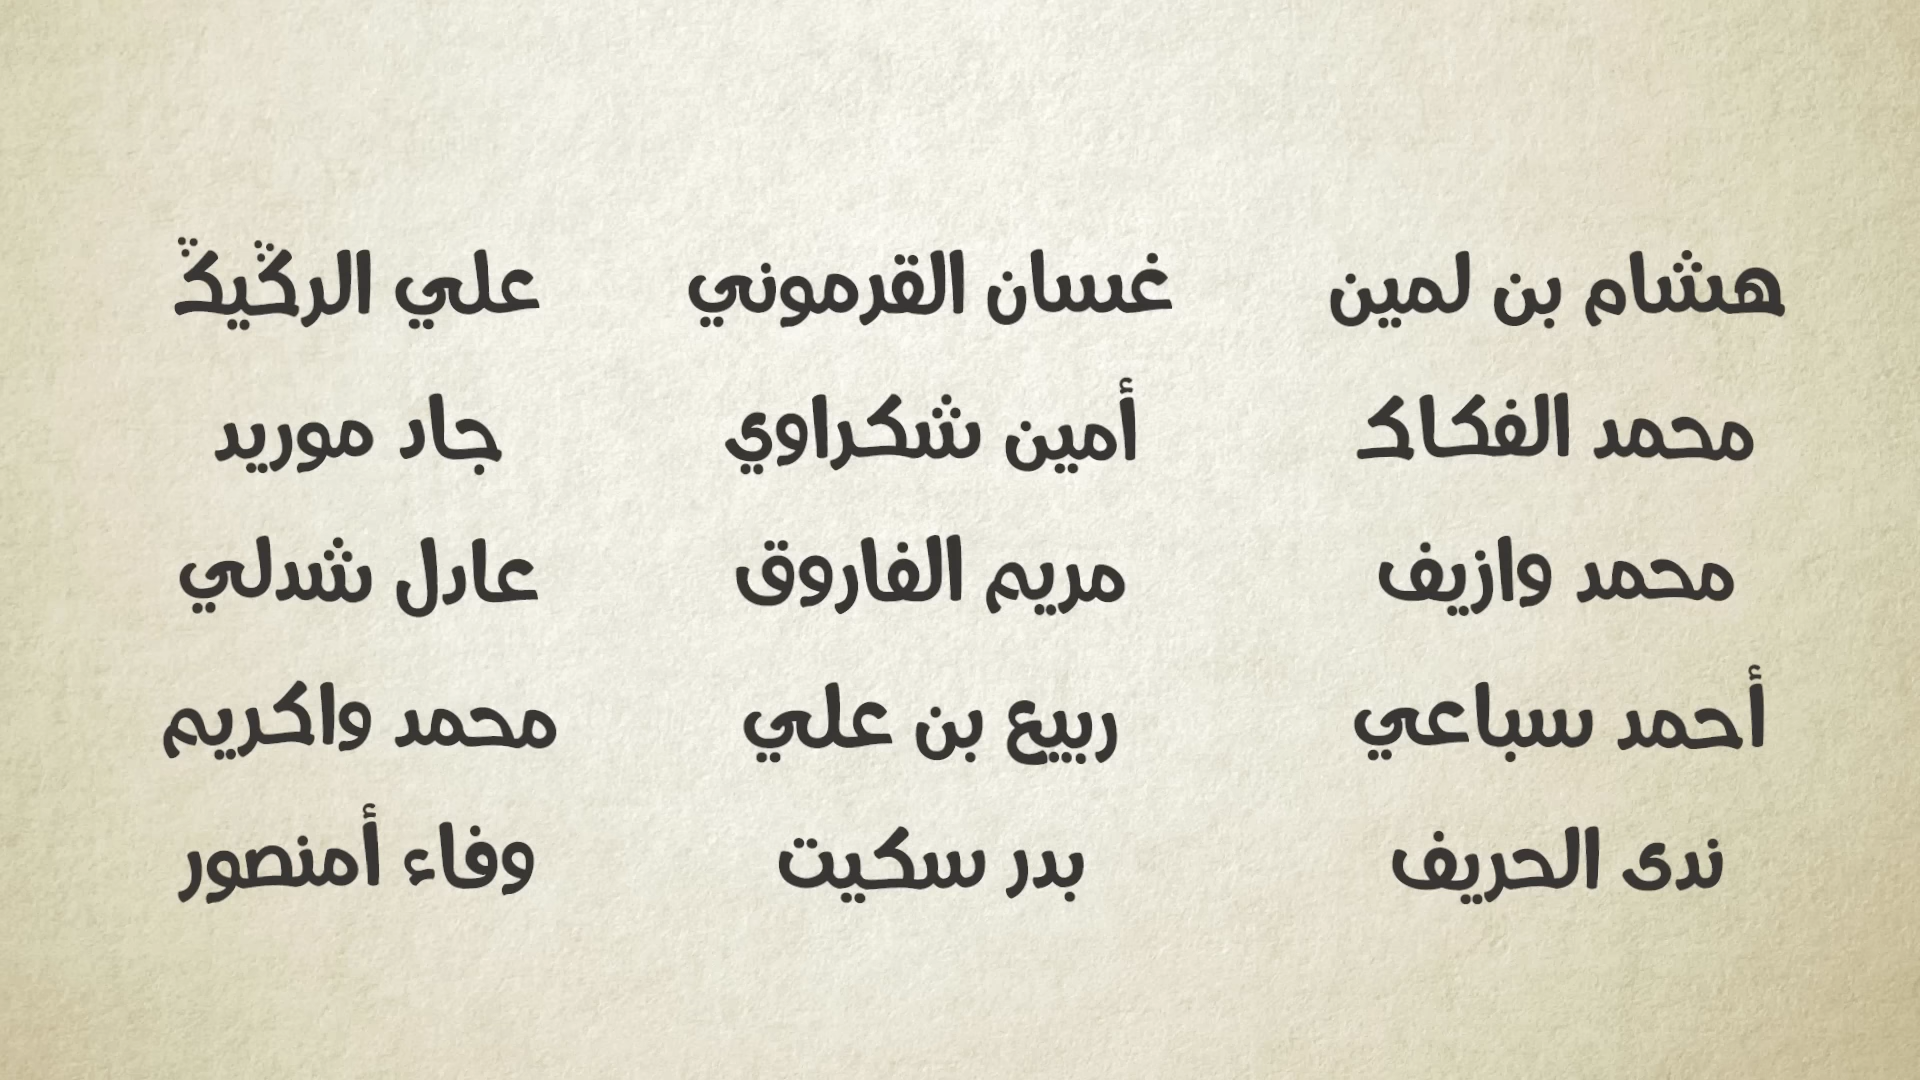 هشام بن لمين
غسان القرموني
علي الرݣيݣ
محمد الفكاك
أمين شكراوي
جاد موريد
محمد وازيف
مريم الفاروق
عادل شدلي
أحمد سباعي
ربيع بن علي
محمد واكريم
ندى الحريف
بدر سكيت
وفاء أمنصور